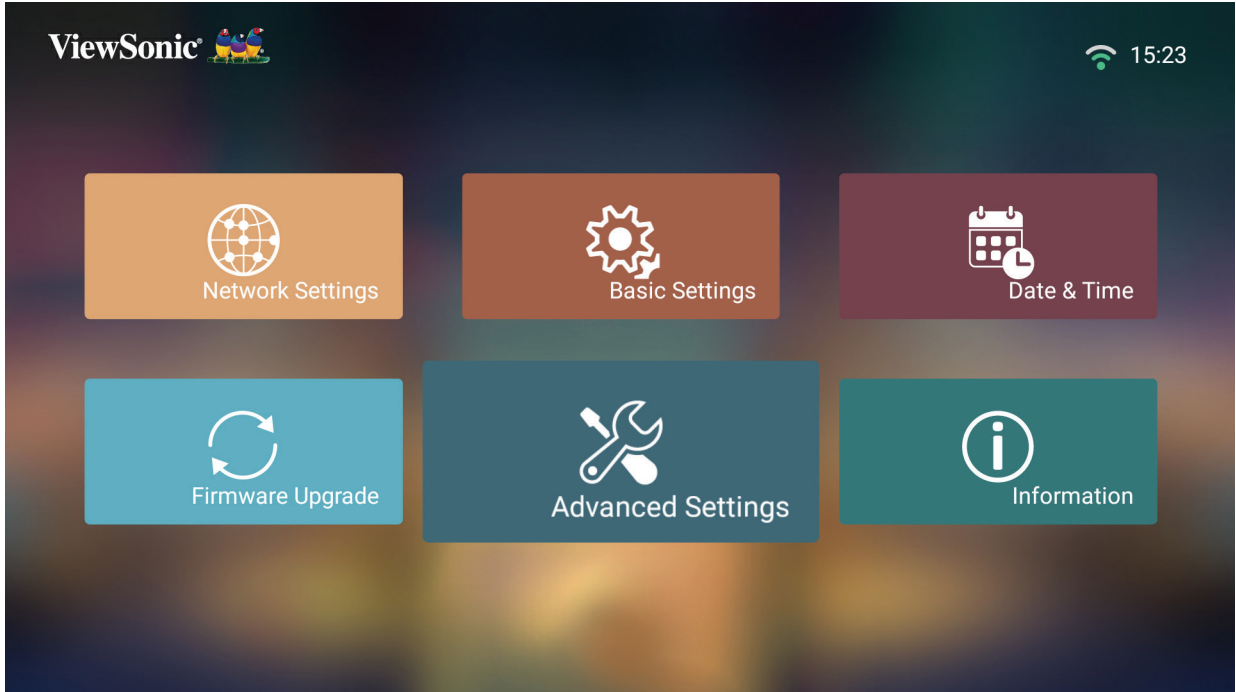 ViewSonic®
15:23
Network Settings
Basic Settings
Date & Time
Firmware Upgrade
Advanced Settings
Information